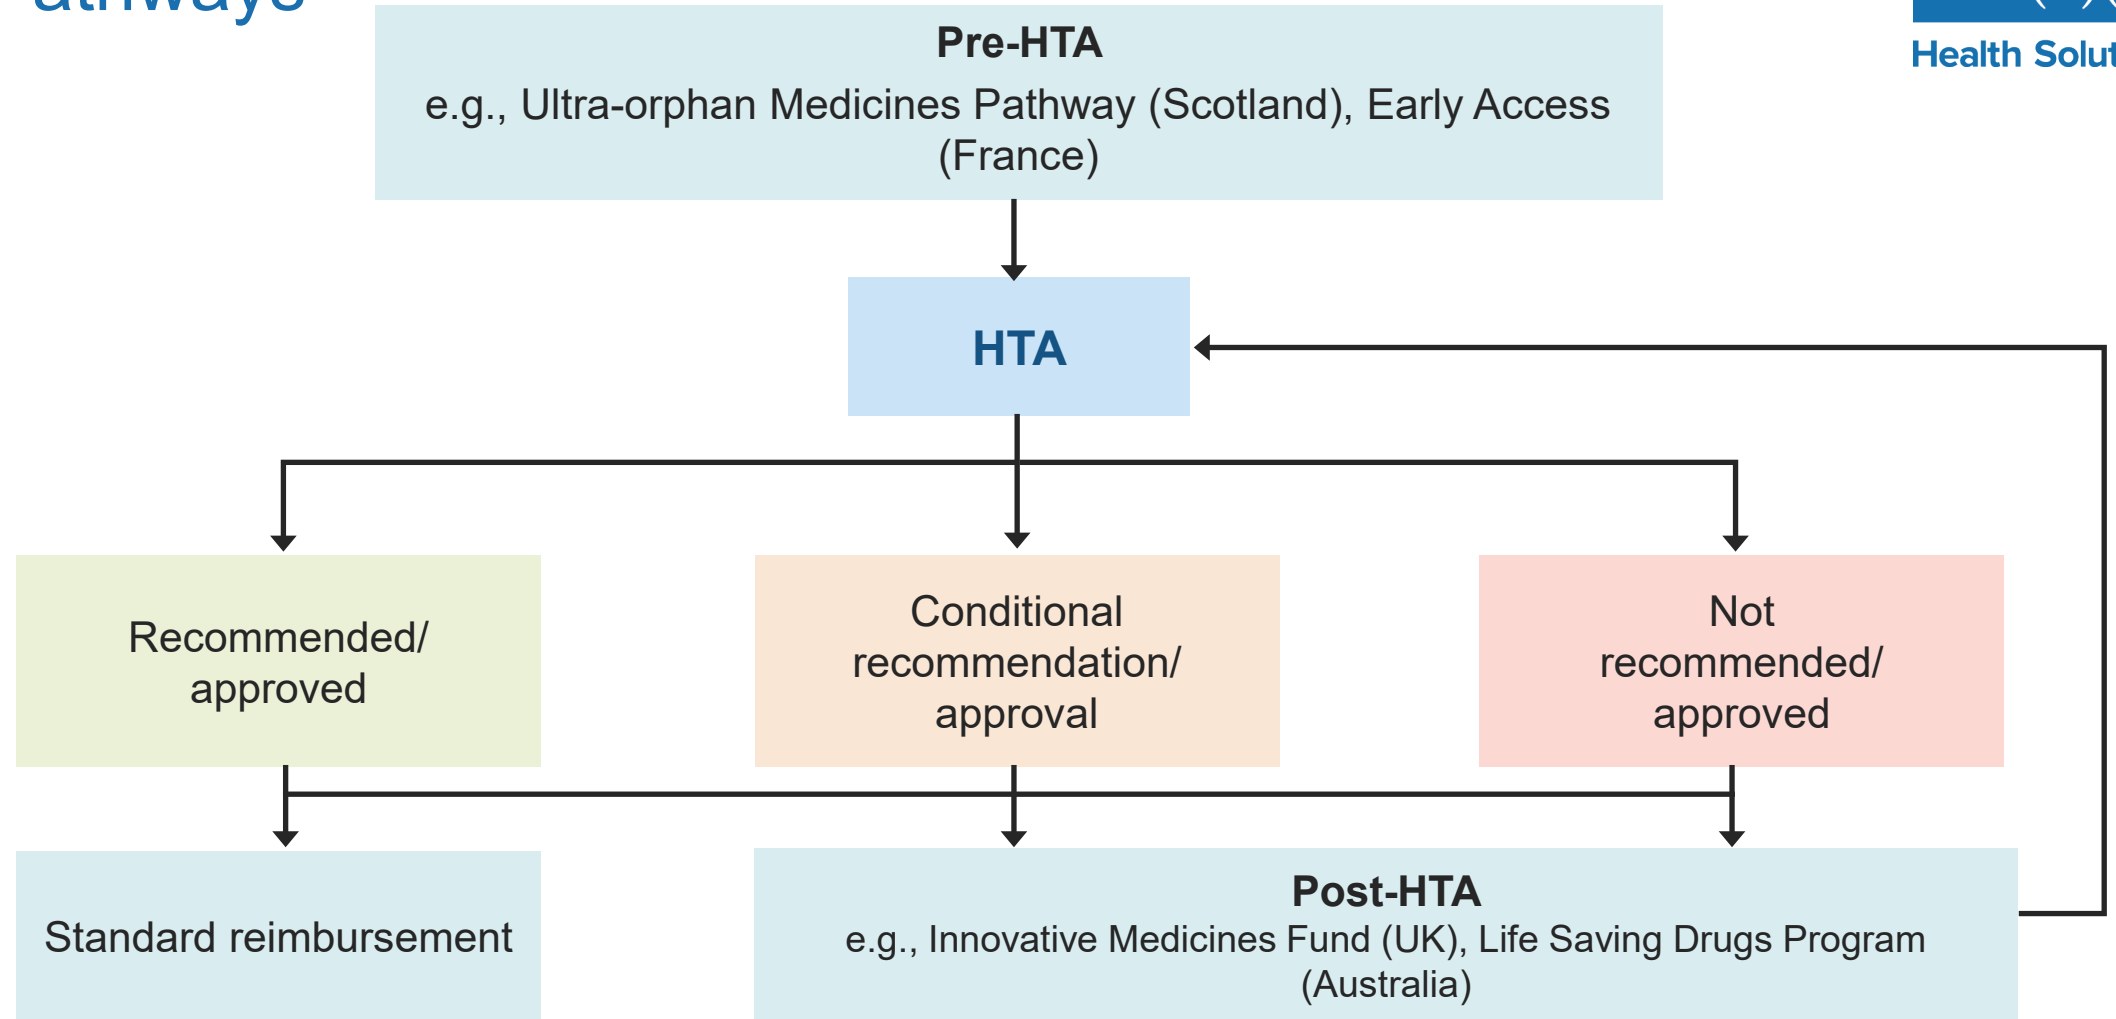 Pre-HTA
e.g., Ultra-orphan Medicines Pathway (Scotland), Early Access
(France)
Health
HTA
Recommended/
approved
Conditional
recommendation/
approval
Not
recommended/
approved
Standard reimbursement
Post-HTA
e.g., Innovative Medicines Fund (UK), Life Saving Drugs Program
(Australia)